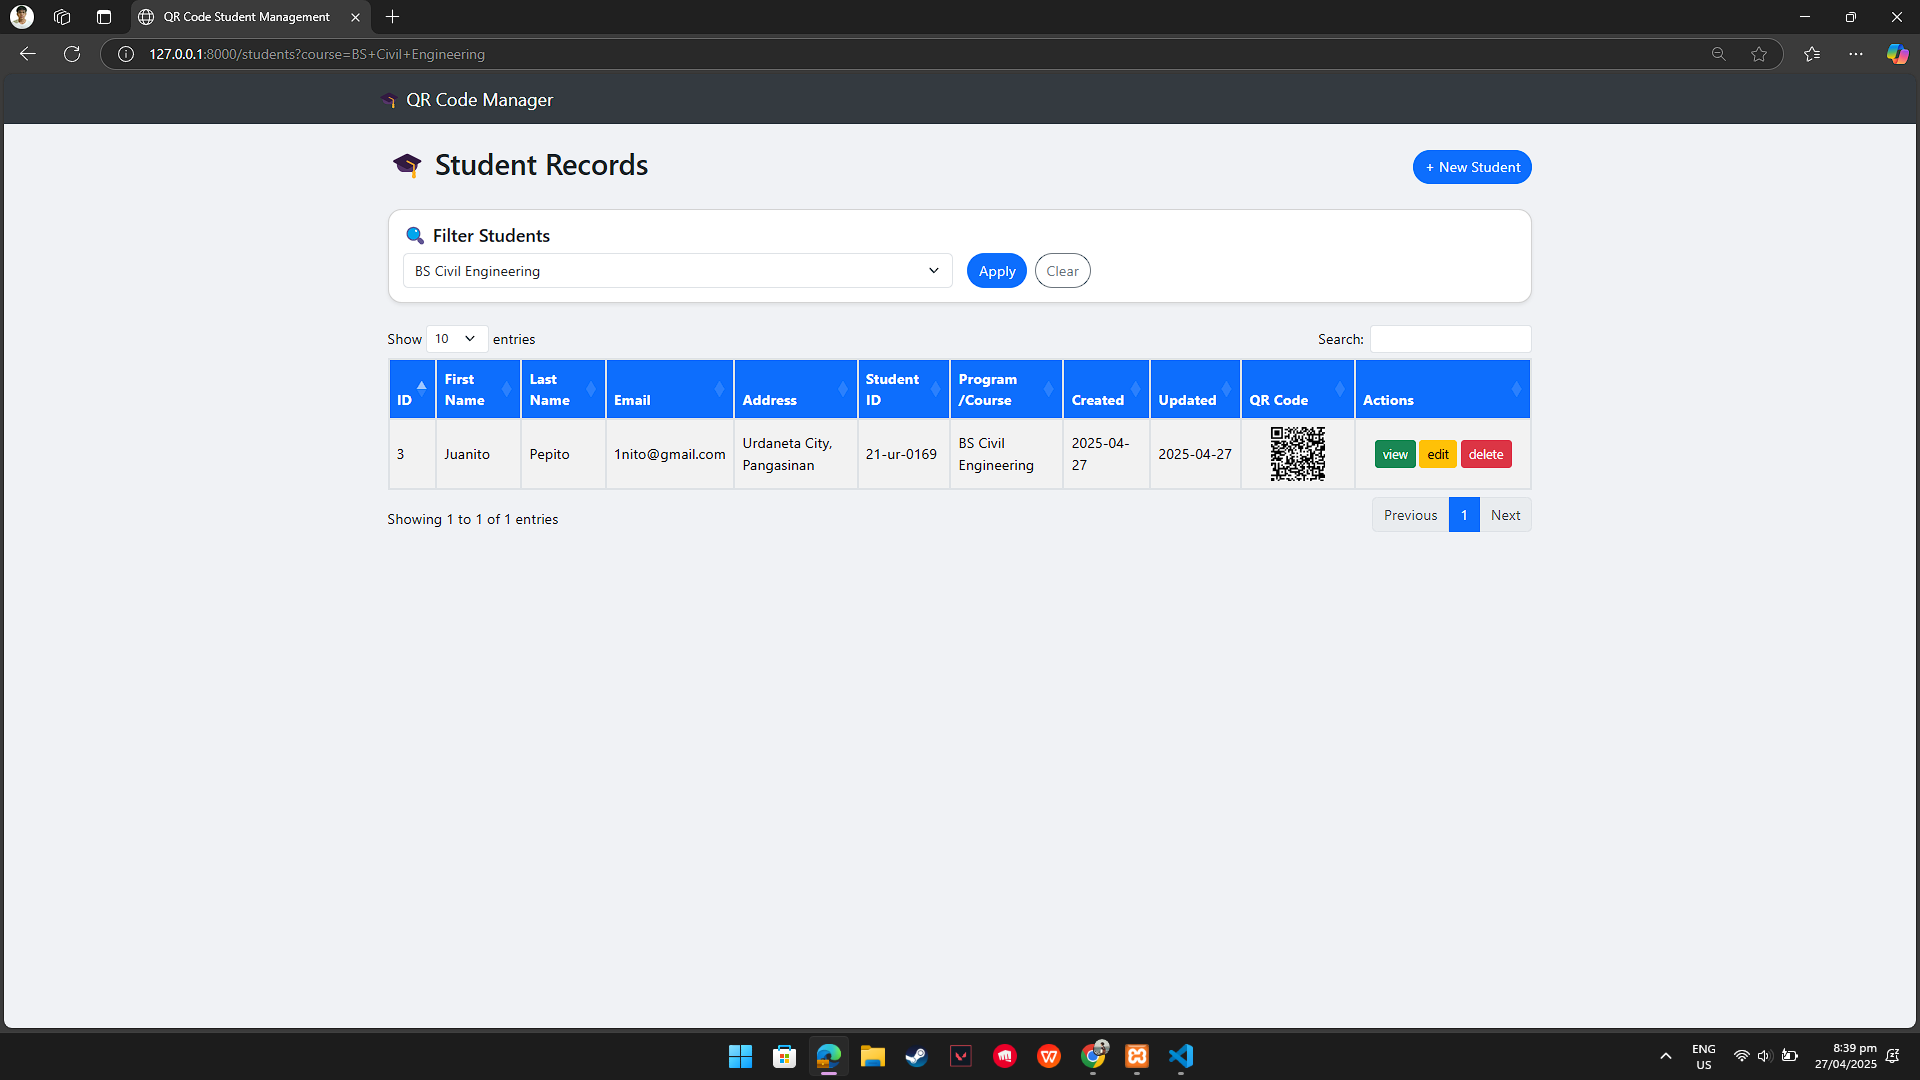 QR Code Student Management
127.0.0.1:8000/students?course=BS+Civil+Engineering
QR Code Manager
Student Records
+ New Student
Filter Students
BS Civil Engineering
Apply
Clear
Show 10 entries
Search:
ID
First
Name
Last
Name
Email
Address
Student
ID
Program
/Course
Created
Updated
QR Code
Actions
3
Juanito
Pepito
1nito@gmail.com
Urdaneta City,
Pangasinan
21-ur-0169
BS Civil
Engineering
2025-04-
27
2025-04-27
view
edit
delete
Showing 1 to 1 of 1 entries
Previous
1
Next
ENG
US
8:39 pm
27/04/2025